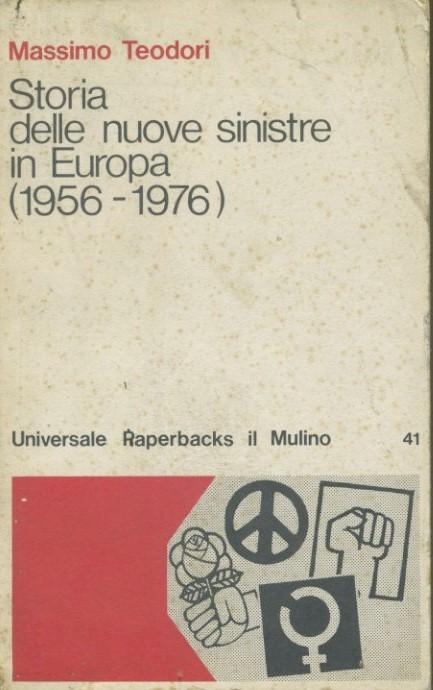 Massimo Teodori
Storia
delle nuove sinistre
in Europa
(1956-1976)
Universale Paperbacks il Mulino 41